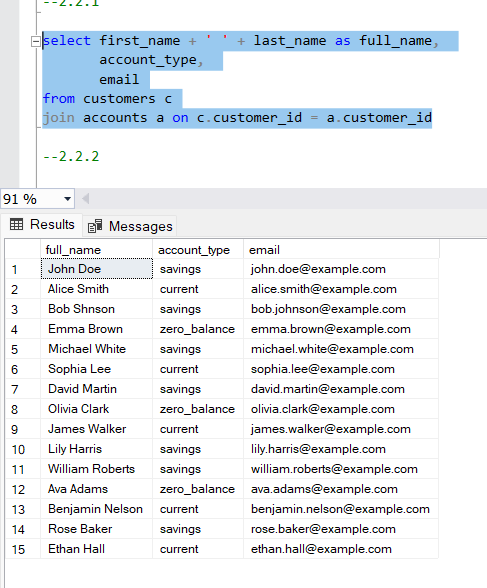 --2.2.1
select first_name + ' ' + last_name as full_name,
account_type,
email
from customers c
join accounts a on c.customer_id = a.customer_id
--2.2.2
91 %
Results Messages
full_name account_type email
1 John Doe savings john.doe@example.com
2 Alice Smith current alice.smith@example.com
3 Bob Shnson savings bob.johnson@example.com
4 Emma Brown zero_balance emma.brown@example.com
5 Michael White savings michael.white@example.com
6 Sophia Lee current sophia.lee@example.com
7 David Martin savings david.martin@example.com
8 Olivia Clark zero_balance olivia.clark@example.com
9 James Walker current james.walker@example.com
10 Lily Harris savings lily.harris@example.com
11 William Roberts savings william.roberts@example.com
12 Ava Adams zero_balance ava.adams@example.com
13 Benjamin Nelson current benjamin.nelson@example.com
14 Rose Baker savings rose.baker@example.com
15 Ethan Hall current ethan.hall@example.com